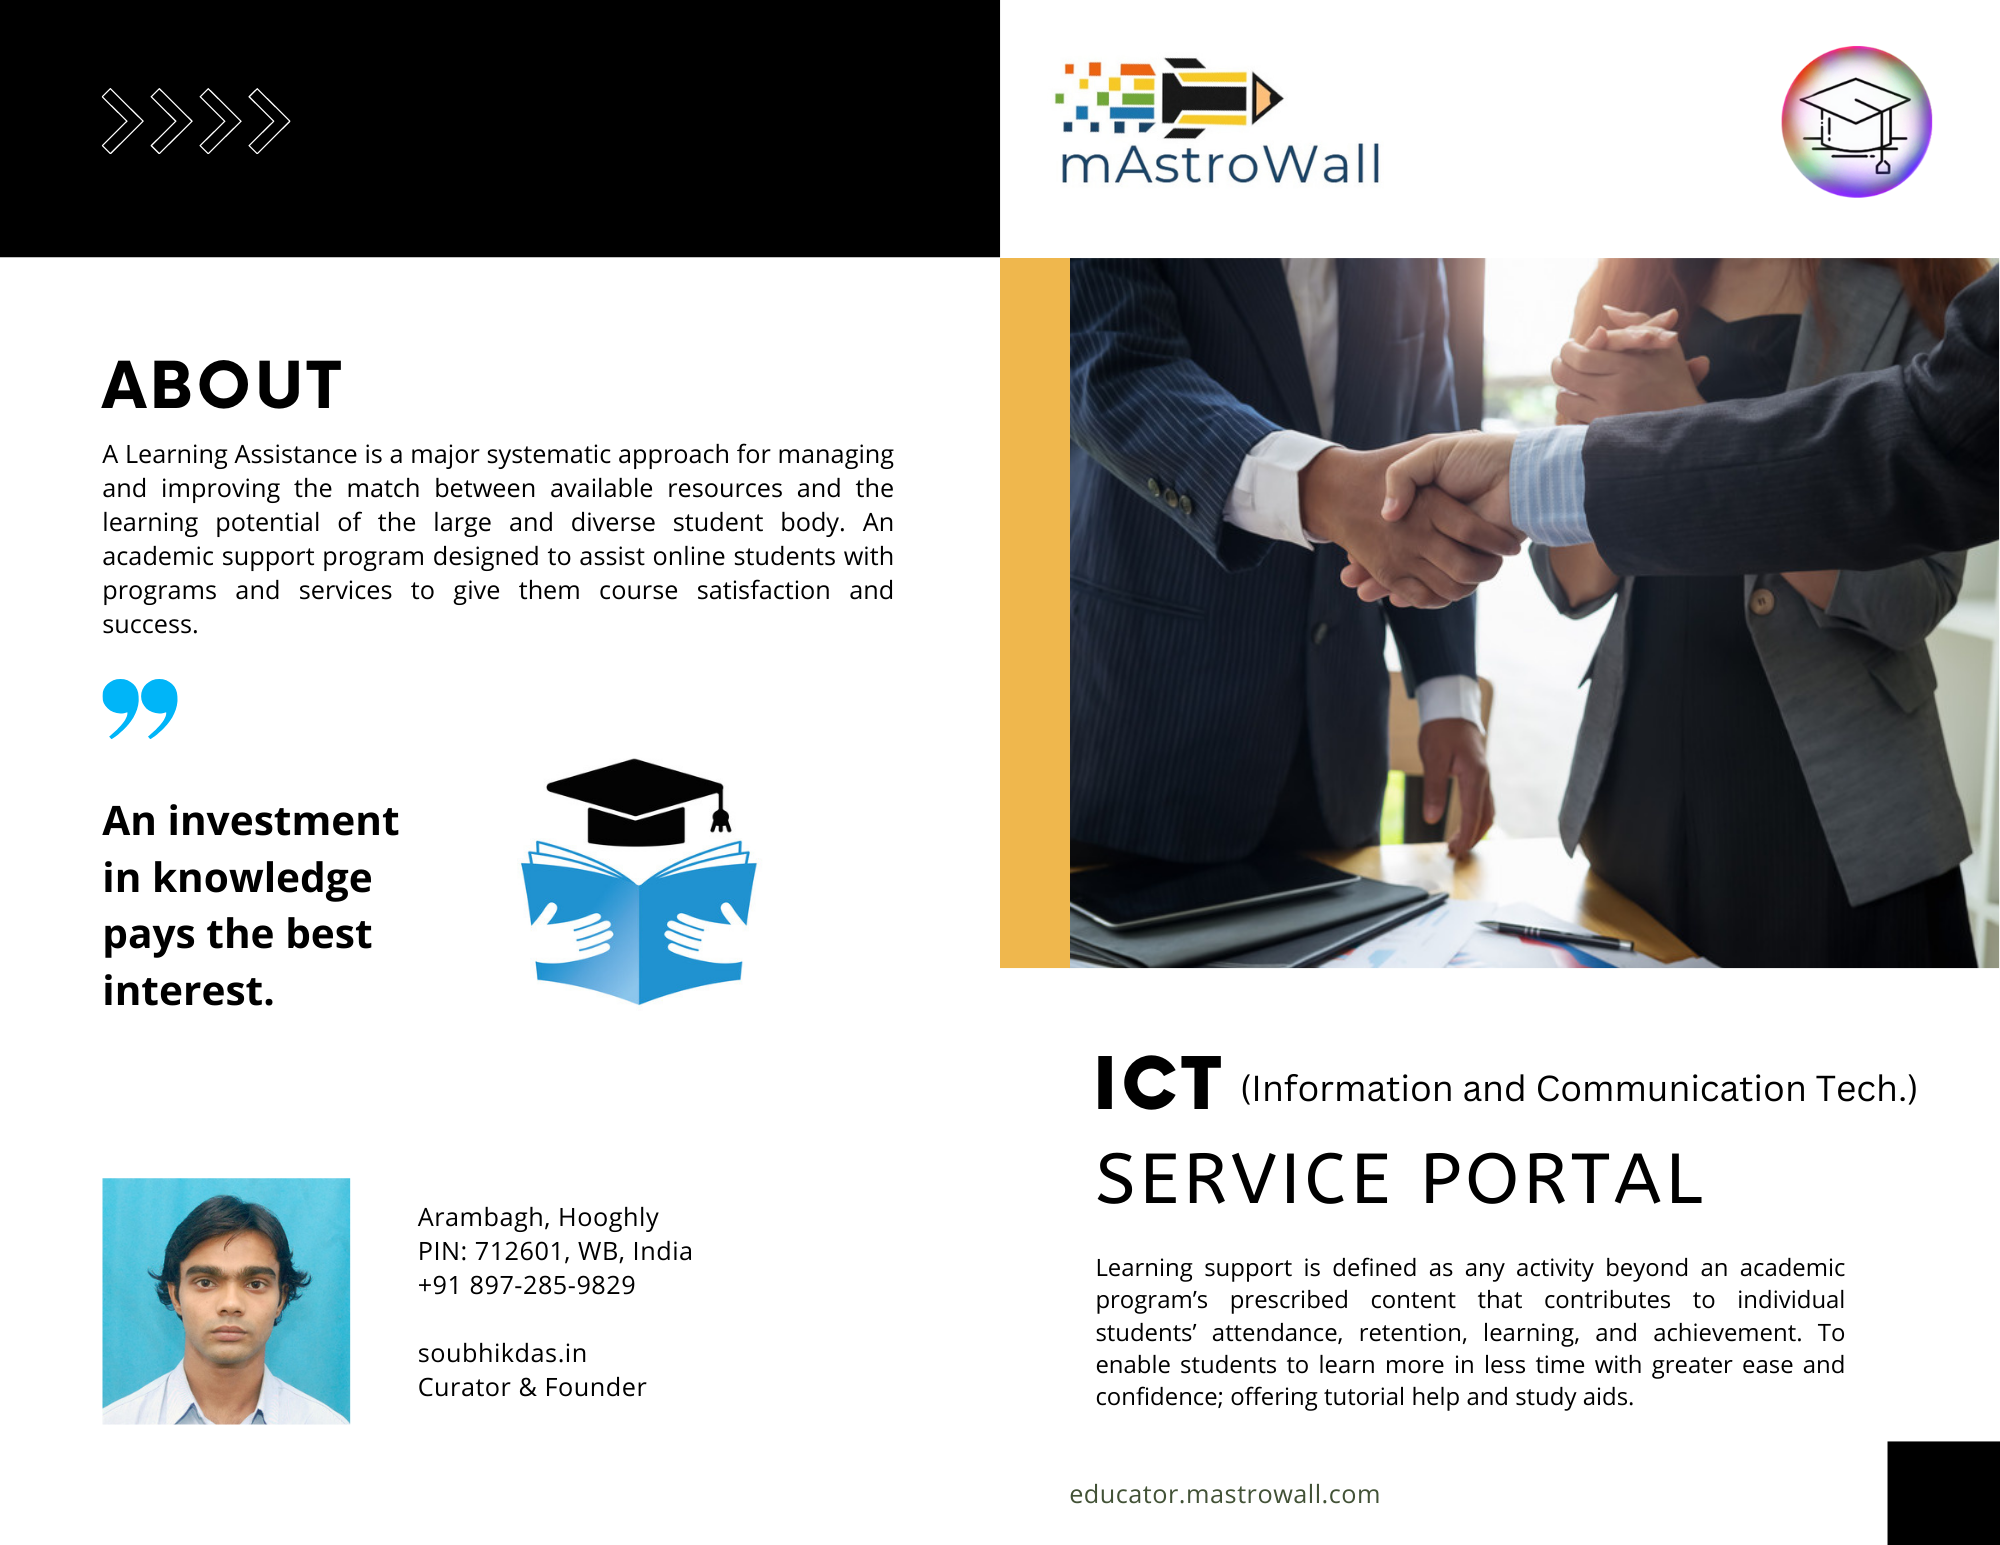 ABOUT
A Learning Assistance is a major systematic approach for managing
and improving the match between available resources and the
learning potential of the large and diverse student body. An
academic support program designed to assist online students with
programs and services to give them course satisfaction and
success.
”
An investment
in knowledge
pays the best
interest.
Arambagh, Hooghly
PIN: 712601, WB, India
+91 897-285-9829
soubhikdas.in
Curator & Founder
mAstroWall
ICT (Information and Communication Tech.)
SERVICE PORTAL
Learning support is defined as any activity beyond an academic
program’s prescribed content that contributes to individual
students’ attendance, retention, learning, and achievement. To
enable students to learn more in less time with greater ease and
confidence; offering tutorial help and study aids.
educator.mastrowall.com